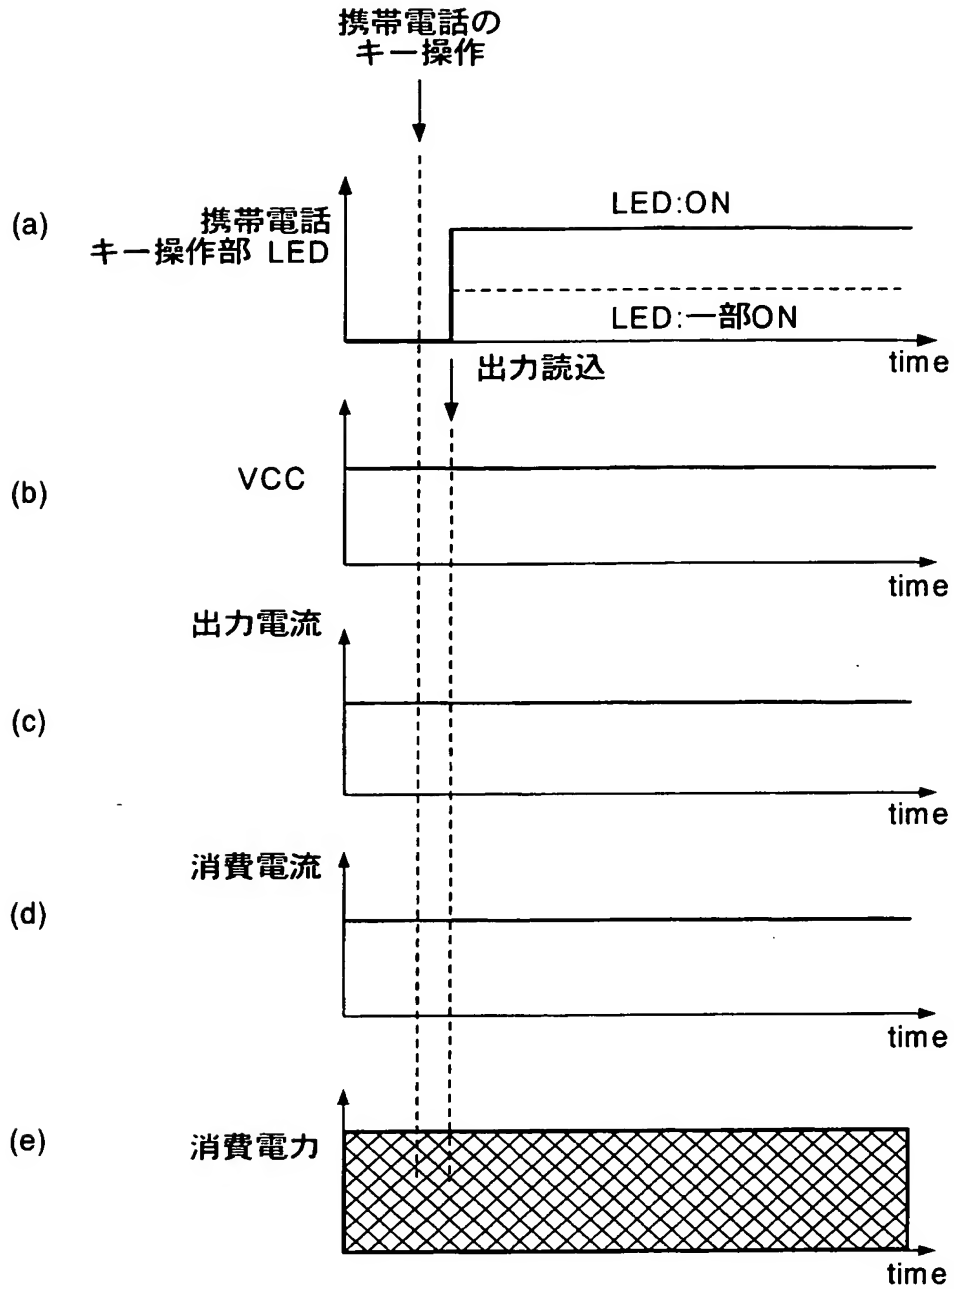 携帯電話の
キー操作
(a)
携帯電話
キー操作部 LED
LED:ON
LED:一部ON
time
出力読込
(b)
VCC
time
出力電流
(c)
time
消費電流
(d)
time
(e)
消費電力
time